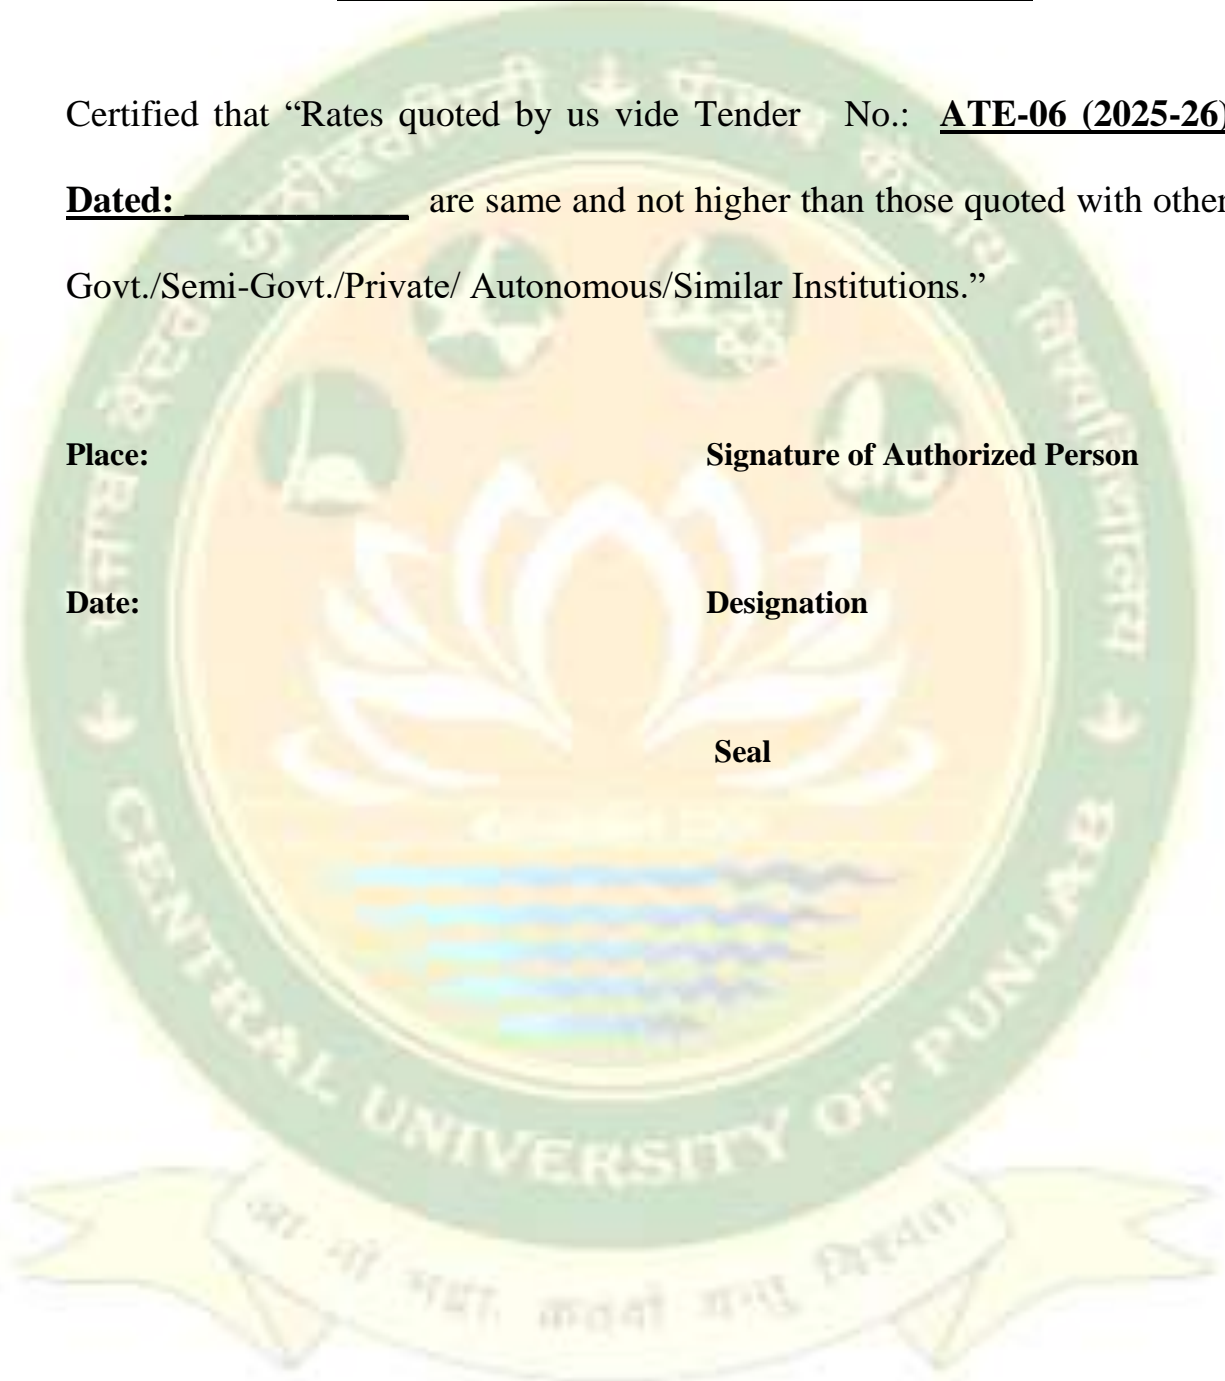 Certified that “Rates quoted by us vide Tender No.: ATE-06 (2025-26)
Dated: ____________ are same and not higher than those quoted with other
Govt./Semi-Govt./Private/ Autonomous/Similar Institutions.”
Place: Signature of Authorized Person
Date: Designation
Seal
पंजाब केन्द्रीय विश्वविद्यालय
CENTRAL UNIVERSITY OF PUNJAB